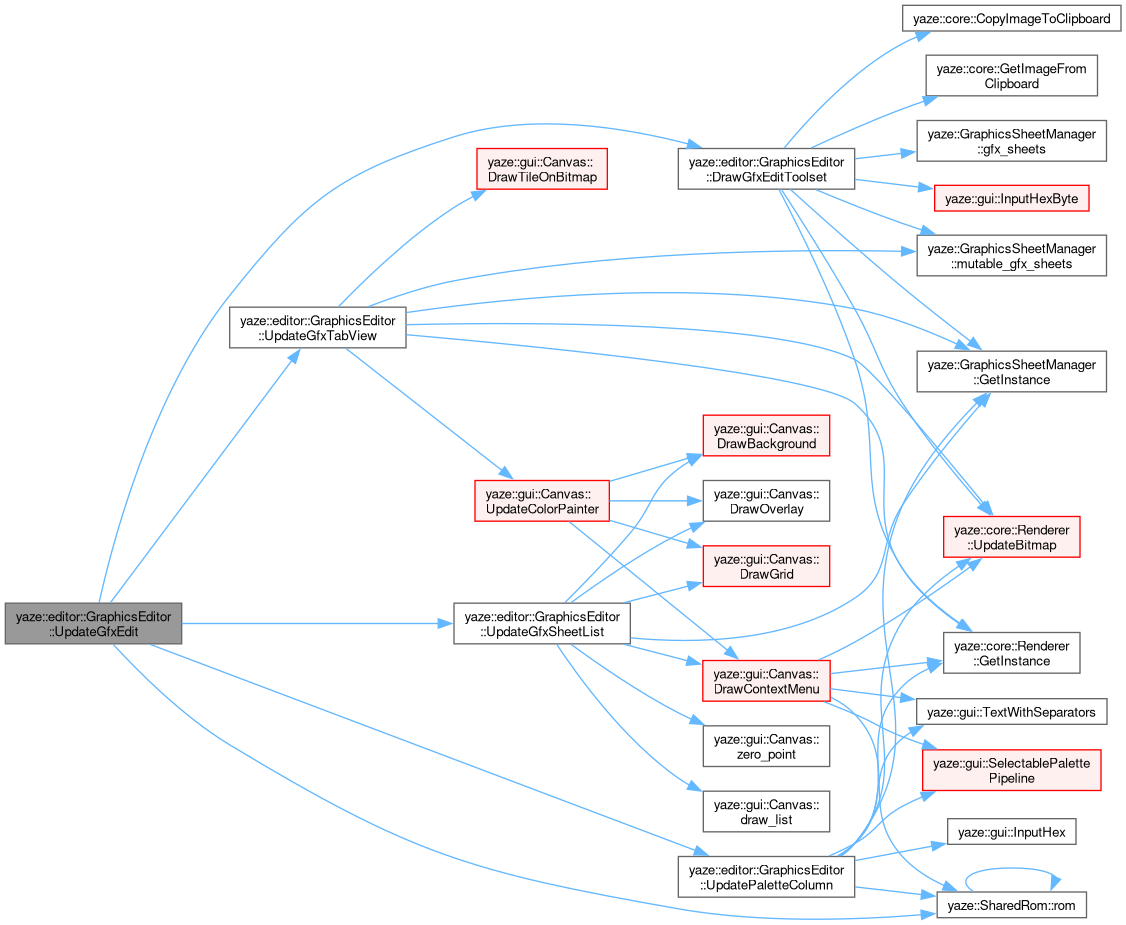 yaze::core::CopyImageToClipboard
yaze::core::GetImageFrom
Clipboard
yaze::GraphicsSheetManager
::gfx_sheets
yaze::editor::GraphicsEditor
::DrawGfxEditToolset
yaze::gui::Canvas::
DrawTileOnBitmap
yaze::gui::InputHexByte
yaze::GraphicsSheetManager
::mutable_gfx_sheets
yaze::editor::GraphicsEditor
::UpdateGfxTabView
yaze::GraphicsSheetManager
::GetInstance
yaze::gui::Canvas::
DrawBackground
yaze::gui::Canvas::
UpdateColorPainter
yaze::gui::Canvas::
DrawOverlay
yaze::core::Renderer
::UpdateBitmap
yaze::gui::Canvas::
DrawGrid
yaze::editor::GraphicsEditor
::UpdateGfxEdit
yaze::editor::GraphicsEditor
::UpdateGfxSheetList
yaze::core::Renderer
::GetInstance
yaze::gui::Canvas::
DrawContextMenu
yaze::gui::TextWithSeparators
yaze::gui::Canvas::
zero_point
yaze::gui::SelectablePalette
Pipeline
yaze::gui::Canvas::
draw_list
yaze::gui::InputHex
yaze::editor::GraphicsEditor
::UpdatePaletteColumn
yaze::SharedRom::rom